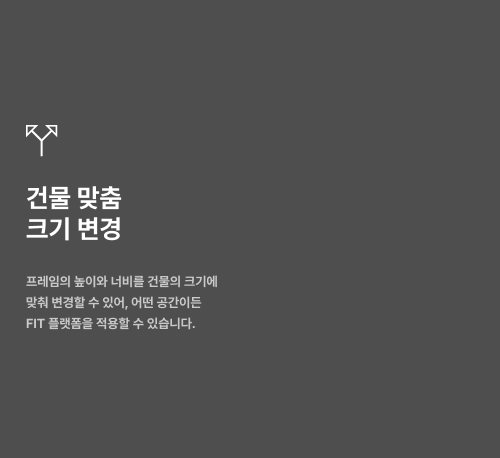 건물 맞춤
크기 변경
프레임의 높이와 너비를 건물의 크기에
맞춰 변경할 수 있어, 어떤 공간이든
FIT 플랫폼을 적용할 수 있습니다.